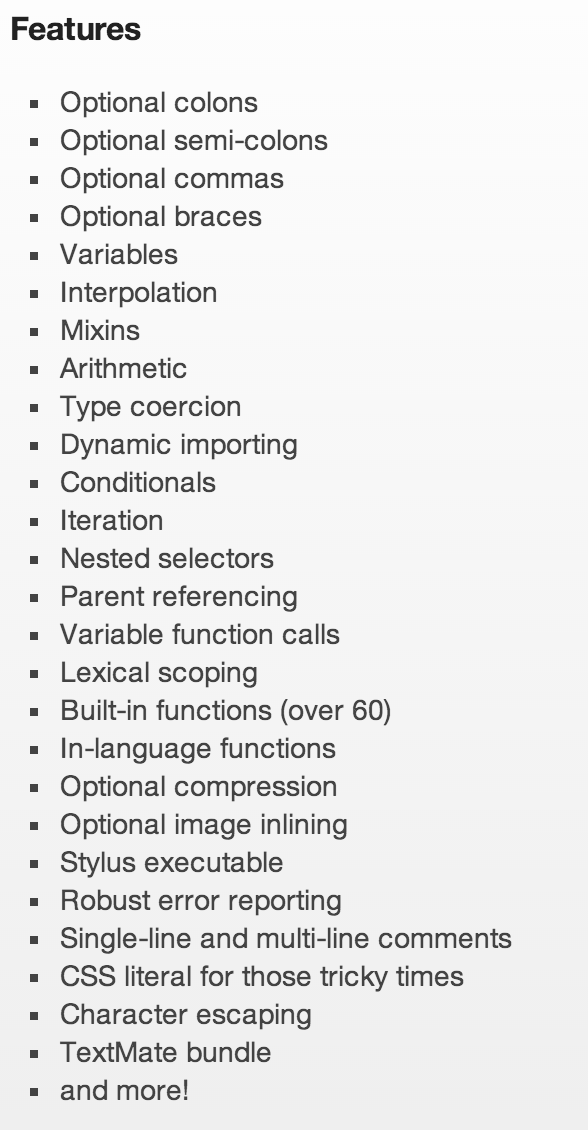 Features
Optional colons
Optional semi-colons
Optional commas
Optional braces
Variables
Interpolation
Mixins
Arithmetic
Type coercion
Dynamic importing
Conditionals
Iteration
Nested selectors
Parent referencing
Variable function calls
Lexical scoping
Built-in functions (over 60)
In-language functions
Optional compression
Optional image inlining
Stylus executable
Robust error reporting
Single-line and multi-line comments
CSS literal for those tricky times
Character escaping
TextMate bundle
and more!